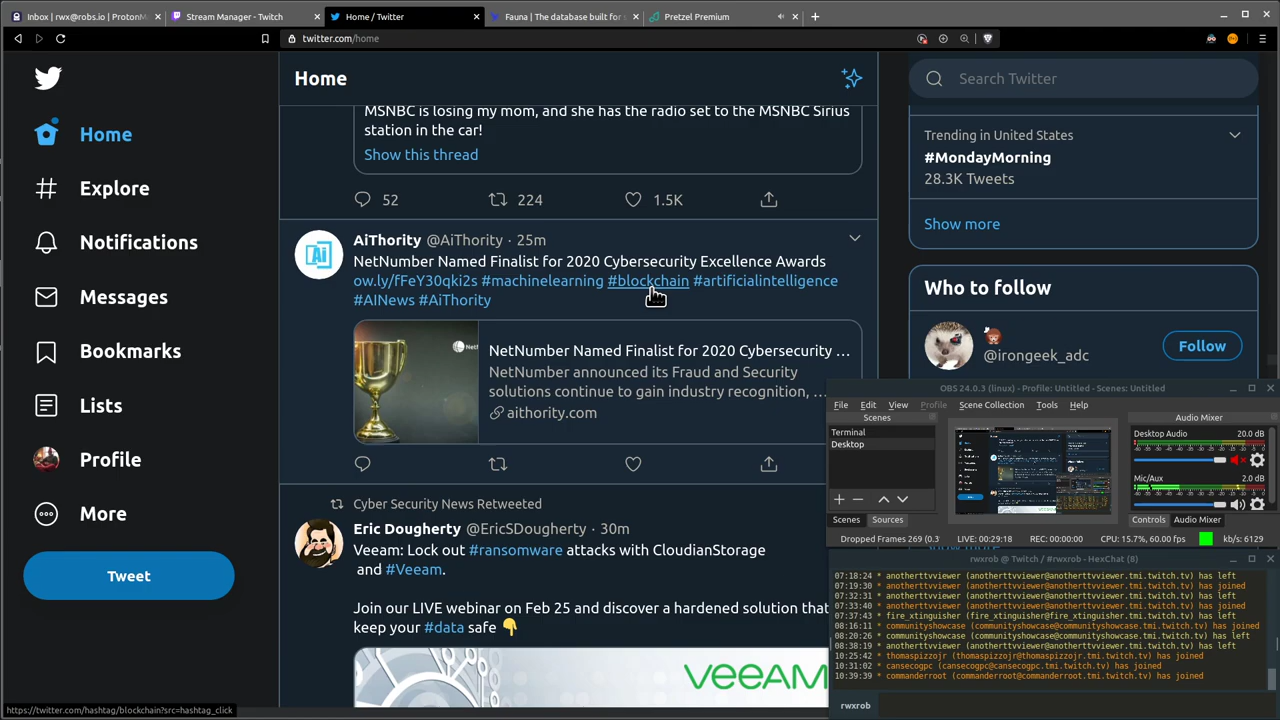 Inbox | rwx@robs.io | ProtonM
Stream Manager - Twitch
Home / Twitter
Fauna | The database built for
Pretzel Premium
twitter.com/home
Home
Explore
Notifications
Messages
Bookmarks
Lists
Profile
More
Tweet
Home
MSNBC is losing my mom, and she has the radio set to the MSNBC Sirius
station in the car!
Show this thread
52
224
1.5K
AiThority @AiThority · 25m
NetNumber Named Finalist for 2020 Cybersecurity Excellence Awards
ow.ly/fFeY30qki2s #machinelearning #blockchain #artificialintelligence
#AINews #AiThority
NetNumber Named Finalist for 2020 Cybersecurity ...
NetNumber announced its Fraud and Security
solutions continue to gain industry recognition, ...
aithority.com
Cyber Security News Retweeted
Eric Dougherty @EricSDougherty · 30m
Veeam: Lock out #ransomware attacks with CloudianStorage
and #Veeam.
Join our LIVE webinar on Feb 25 and discover a hardened solution that
keep your #data safe 👇
VEEAM
Search Twitter
Trending in United States
#MondayMorning
28.3K Tweets
Show more
Who to follow
@irongeek_adc
Follow
OBS 24.0.3 (linux) - Profile: Untitled - Scenes: Untitled
File Edit View Profile Scene Collection Tools Help
Scenes
Terminal
Desktop
Scenes Sources
Audio Mixer
Desktop Audio 20.0 dB
Mic/Aux 2.0 dB
Controls Audio Mixer
Dropped Frames 269 (0.3 LIVE: 00:29:18 REC: 00:00:00 CPU: 15.7%, 60.00 fps kb/s: 6129
rwxrob @ Twitch / #rwxrob - HexChat (8)
07:18:24 * anotherttvviewer (anotherttvviewer@anotherttvviewer.tmi.twitch.tv) has left
07:19:30 * anotherttvviewer (anotherttvviewer@anotherttvviewer.tmi.twitch.tv) has joined
07:32:31 * anotherttvviewer (anotherttvviewer@anotherttvviewer.tmi.twitch.tv) has left
07:33:40 * anotherttvviewer (anotherttvviewer@anotherttvviewer.tmi.twitch.tv) has joined
07:37:43 * fire_xtinguisher (fire_xtinguisher@fire_xtinguisher.tmi.twitch.tv) has left
08:16:11 * communityshowcase (communityshowcase@communityshowcase.tmi.twitch.tv) has joined
08:20:26 * communityshowcase (communityshowcase@communityshowcase.tmi.twitch.tv) has left
08:38:19 * anotherttvviewer (anotherttvviewer@anotherttvviewer.tmi.twitch.tv) has left
10:25:42 * thomaspizzojr (thomaspizzojr@thomaspizzojr.tmi.twitch.tv) has joined
10:31:02 * cansecogpc (cansecogpc@cansecogpc.tmi.twitch.tv) has joined
10:39:39 * commanderroot (commanderroot@commanderroot.tmi.twitch.tv) has joined
rwxrob
https://twitter.com/hashtag/blockchain?src=hashtag_click